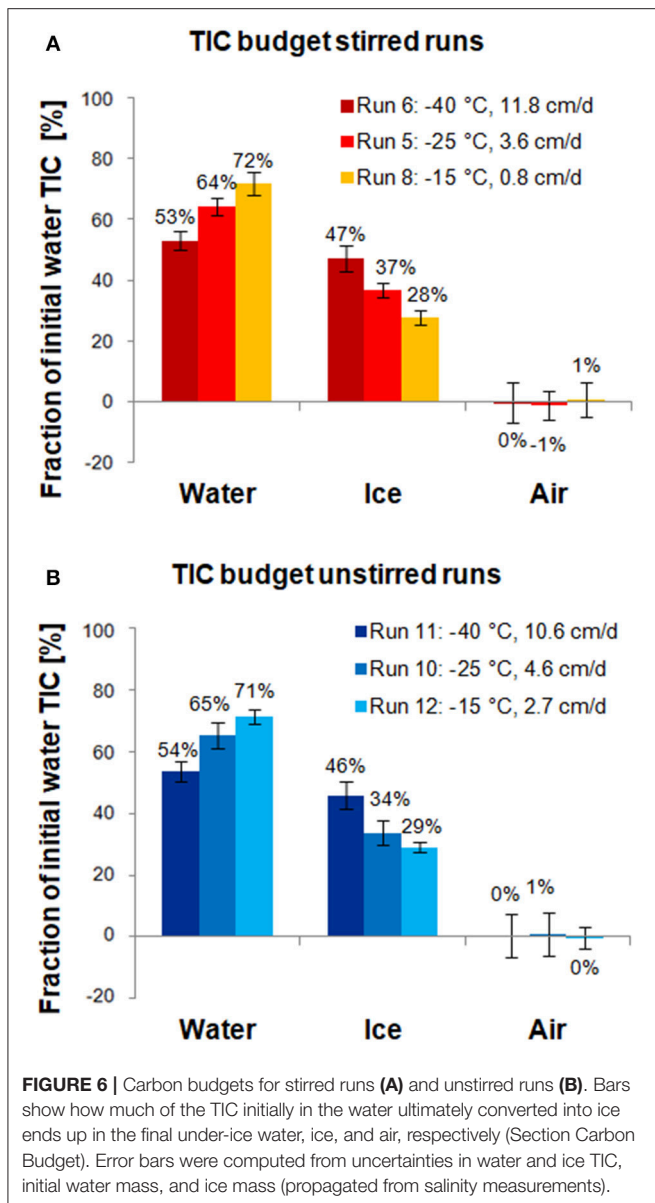 A
TIC budget stirred runs
Fraction of initial water TIC [%]
100
80
60
40
20
0
-20
Run 6: -40 °C, 11.8 cm/d
Run 5: -25 °C, 3.6 cm/d
Run 8: -15 °C, 0.8 cm/d
53%
64%
72%
47%
37%
28%
0%
-1%
1%
Water
Ice
Air
B
TIC budget unstirred runs
Fraction of initial water TIC [%]
100
80
60
40
20
0
-20
Run 11: -40 °C, 10.6 cm/d
Run 10: -25 °C, 4.6 cm/d
Run 12: -15 °C, 2.7 cm/d
54%
65%
71%
46%
34%
29%
0%
1%
0%
Water
Ice
Air
FIGURE 6 | Carbon budgets for stirred runs (A) and unstirred runs (B). Bars
show how much of the TIC initially in the water ultimately converted into ice
ends up in the final under-ice water, ice, and air, respectively (Section Carbon
Budget). Error bars were computed from uncertainties in water and ice TIC,
initial water mass, and ice mass (propagated from salinity measurements).